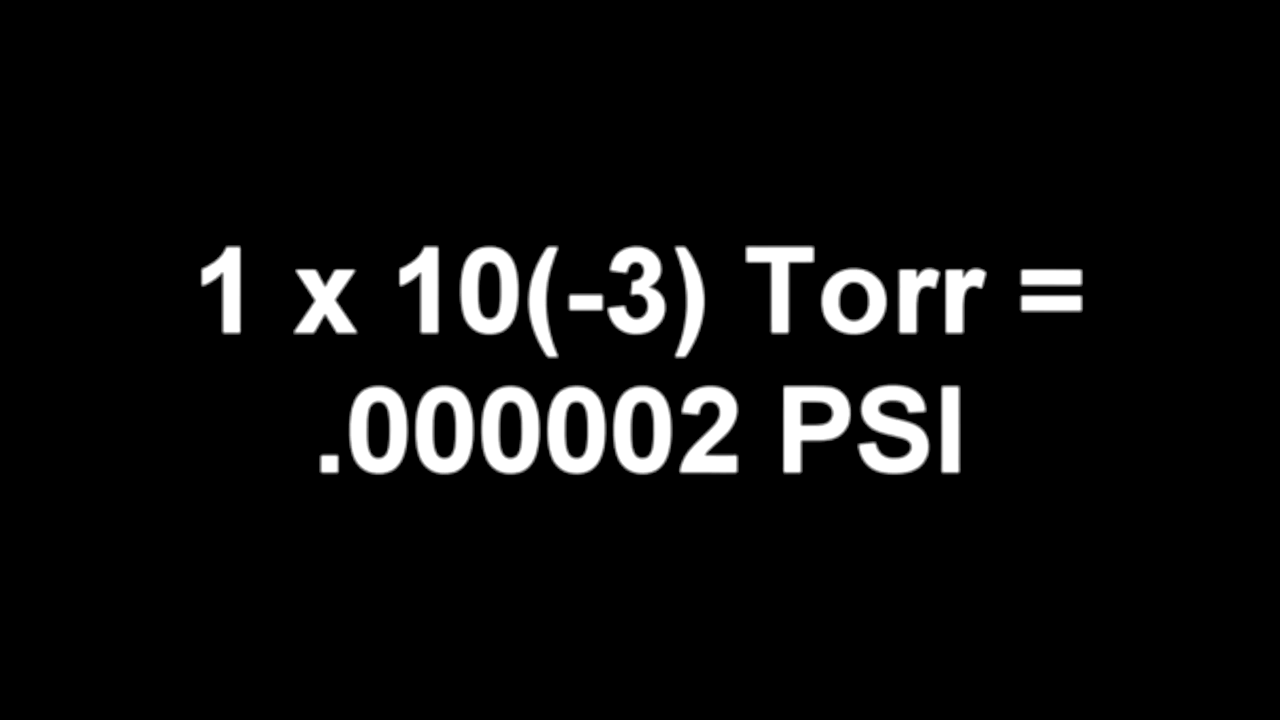 1 x 10(-3) Torr =
.000002 PSI